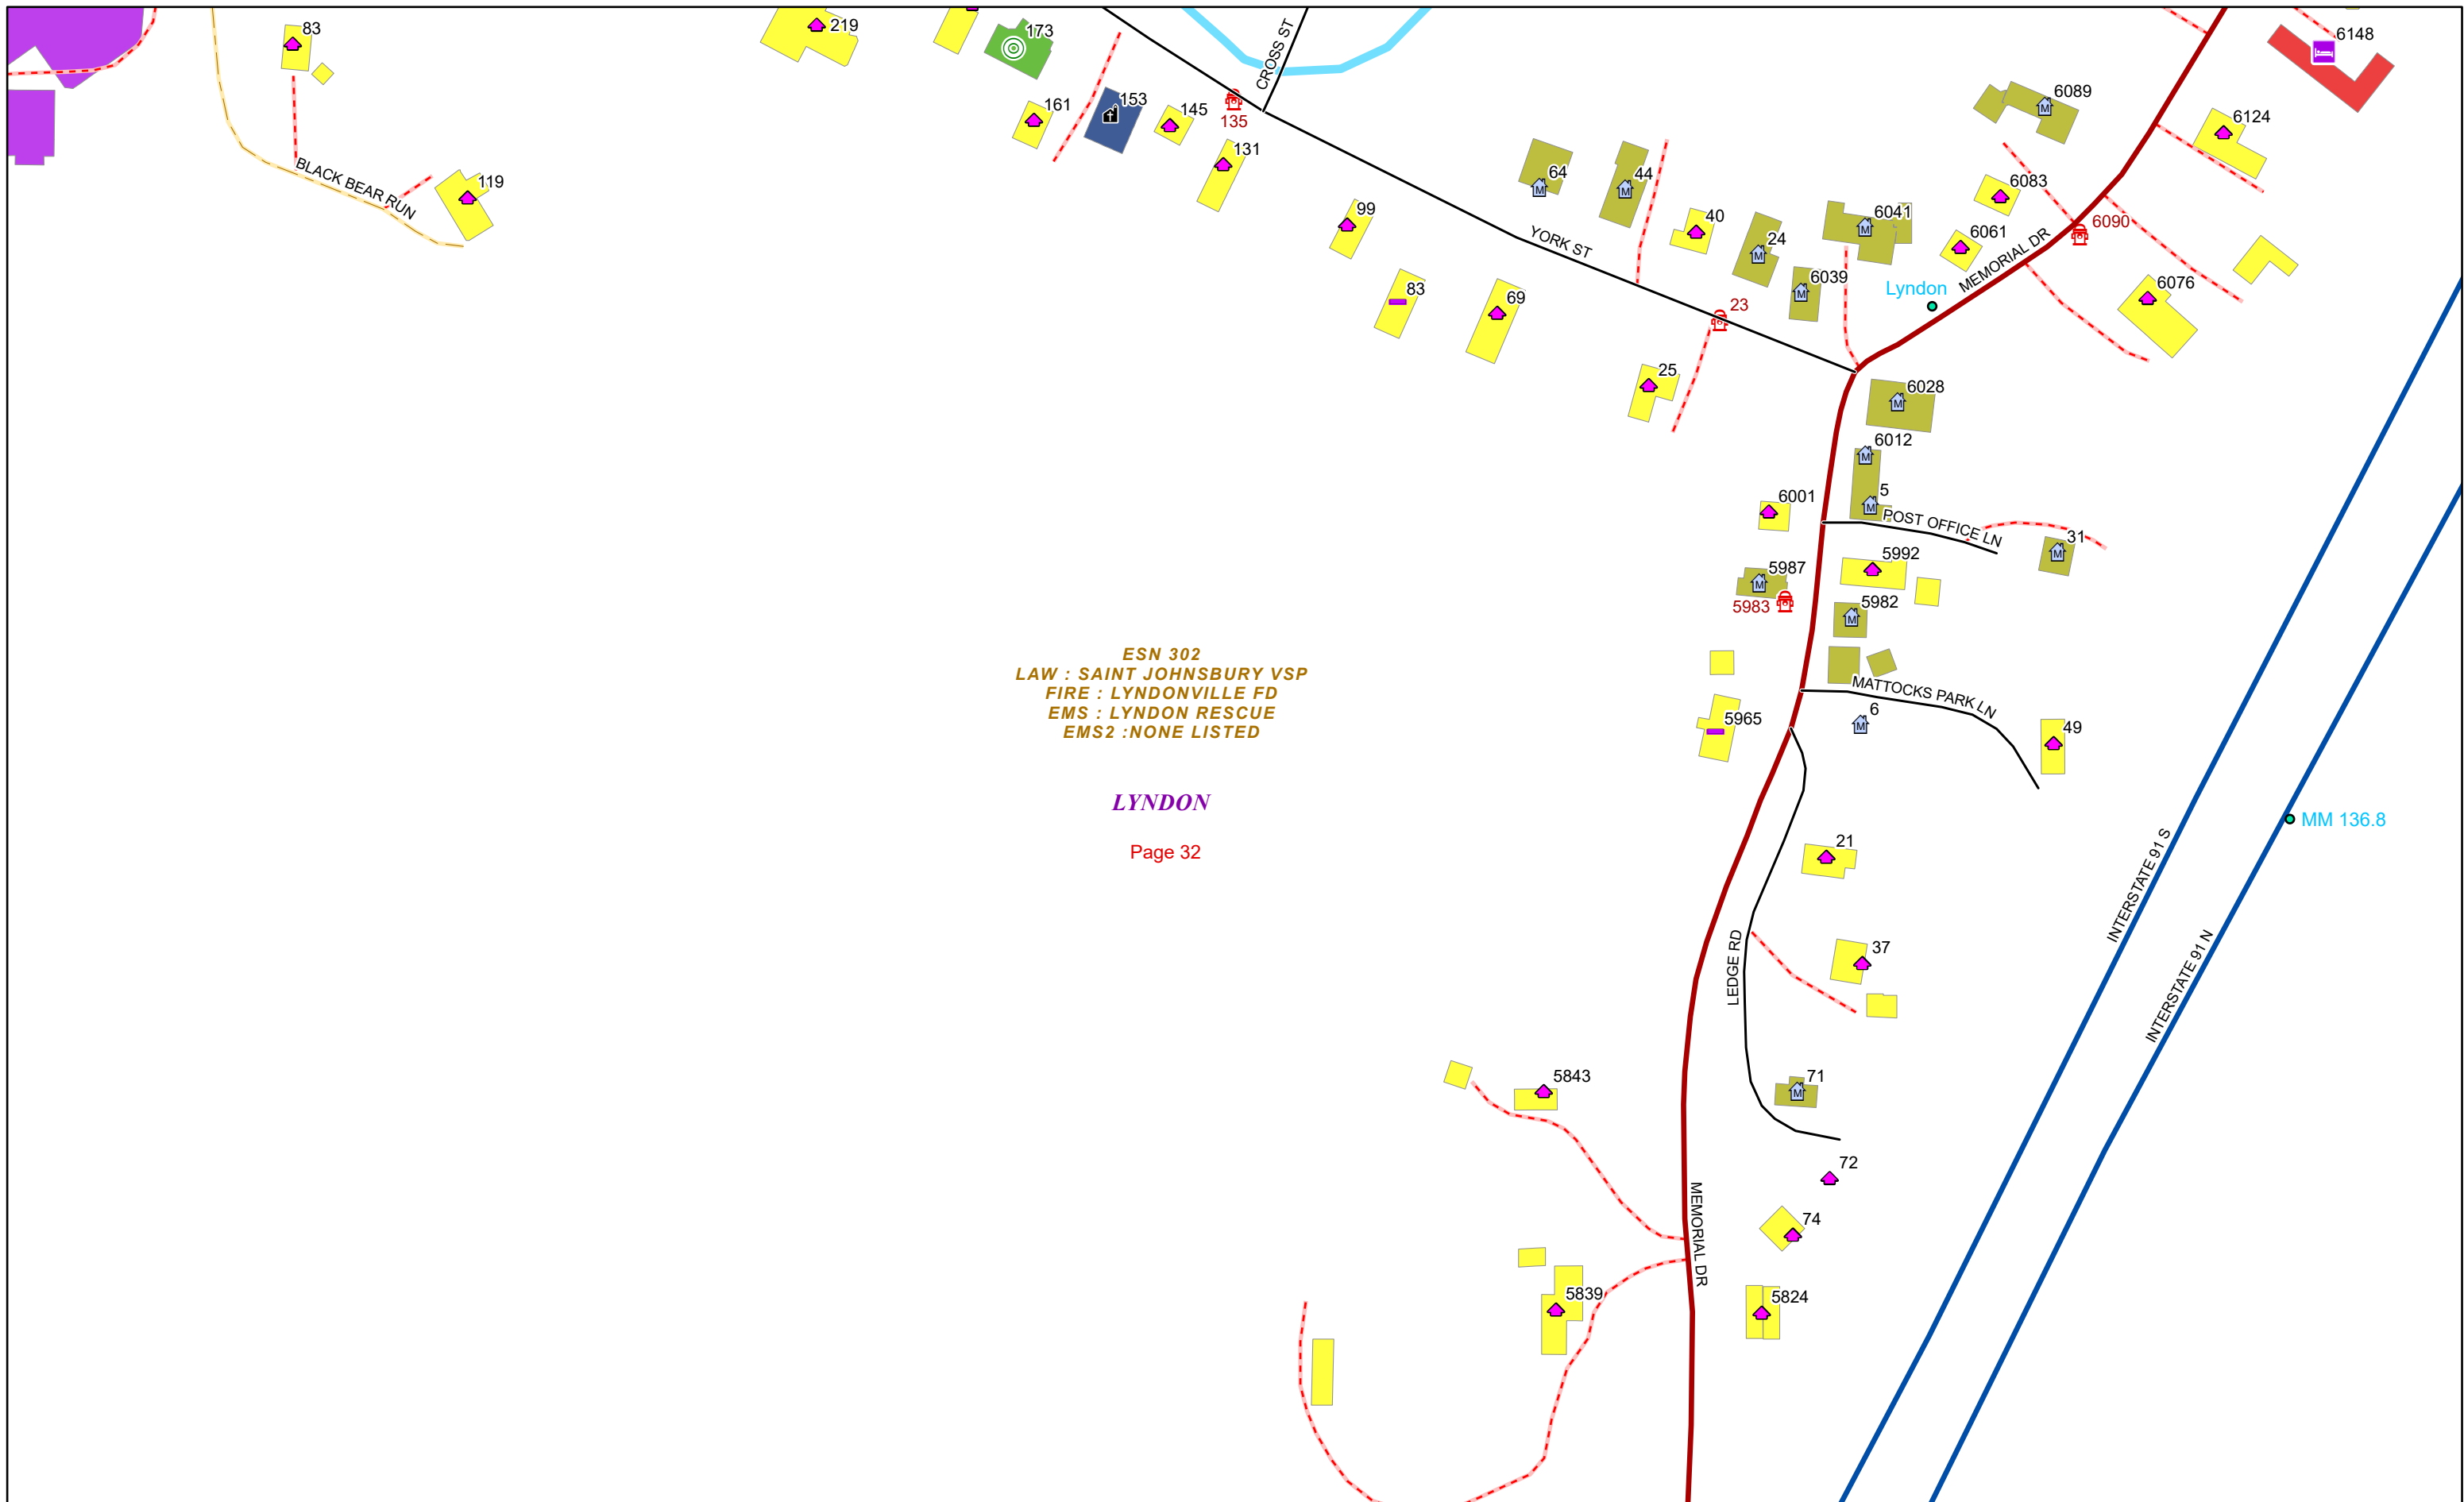 83
219
173
CROSS ST
6148
161
153
145
135
131
6089
6124
BLACK BEAR RUN
119
64
44
6083
99
40
24
6041
6061
6090
YORK ST
MEMORIAL DR
83
69
6039
Lyndon
6076
23
25
6028
6012
5
6001
POST OFFICE LN
31
5987
5992
5983
5982
ESN 302
LAW : SAINT JOHNSBURY VSP
FIRE : LYNDONVILLE FD
EMS : LYNDON RESCUE
EMS2 :NONE LISTED
MATTOCKS PARK LN
5965
6
49
LYNDON
MM 136.8
Page 32
21
INTERSTATE 91 S
37
LEDGE RD
INTERSTATE 91 N
5843
71
72
MEMORIAL DR
74
5839
5824
M
M
M
M
M
M
M
M
M
M
M
M
M
M